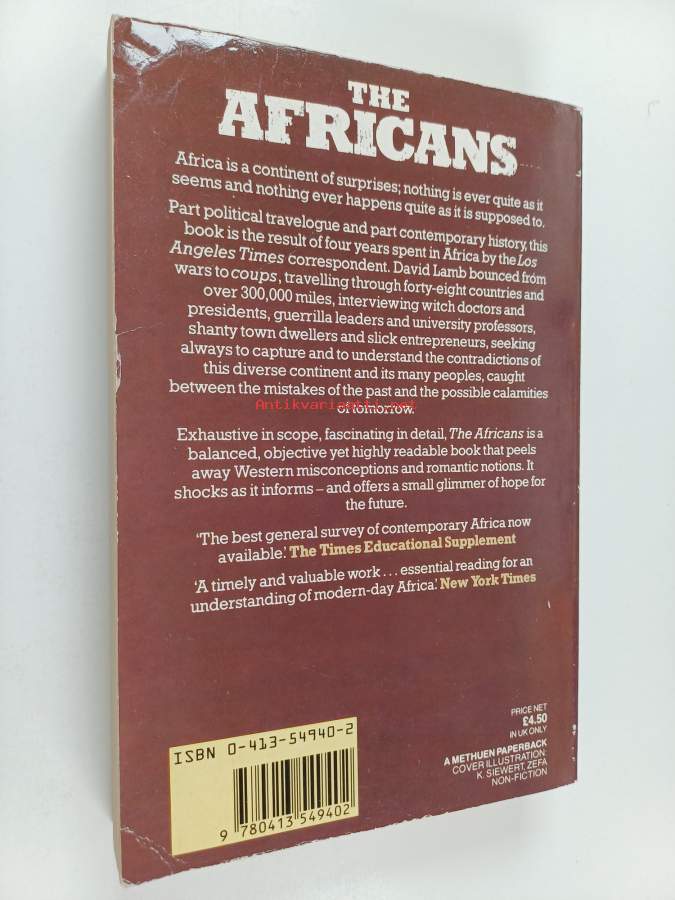 THE
AFRICANS
Africa is a continent of surprises; nothing is ever quite as it
seems and nothing ever happens quite as it is supposed to.
Part political travelogue and part contemporary history, this
book is the result of four years spent in Africa by the Los
Angeles Times correspondent. David Lamb bounced from
wars to coups, travelling through forty-eight countries and
over 300,000 miles, interviewing witch doctors and
presidents, guerrilla leaders and university professors,
shanty town dwellers and slick entrepreneurs, seeking
always to capture and to understand the contradictions of
this diverse continent and its many peoples, caught
between the mistakes of the past and the possible calamities
Antikvariaatti.net
of tomorrow.
Exhaustive in scope, fascinating in detail, The Africans is a
balanced, objective yet highly readable book that peels
away Western misconceptions and romantic notions. It
shocks as it informs – and offers a small glimmer of hope for
the future.
'The best general survey of contemporary Africa now
available.' The Times Educational Supplement
'A timely and valuable work . . . essential reading for an
understanding of modern-day Africa.' New York Times
PRICE NET
£4.50
IN UK ONLY
A METHUEN PAPERBACK
COVER ILLUSTRATION:
K. SIEWERT, ZEFA
NON-FICTION
ISBN 0-413-54940-2
9 780413 549402